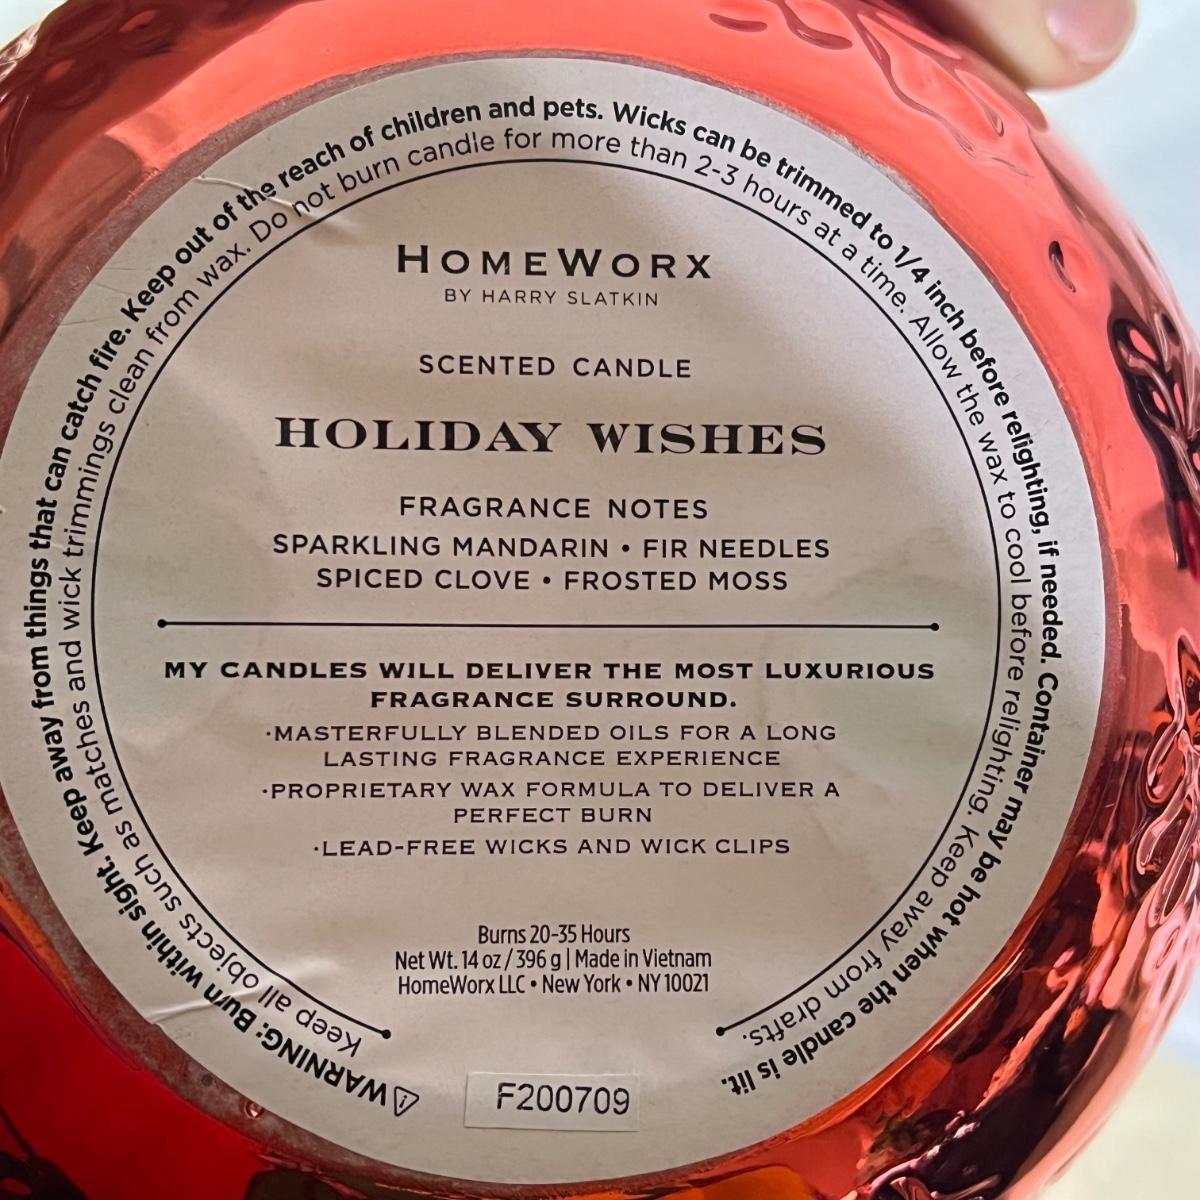 ⚠WARNING: Burn within sight. Keep away from things that can catch fire. Keep out of the reach of children and pets. Wicks can be trimmed to 1/4 inch before relighting, if needed. Container may be hot when the candle is lit.
Keep all objects such as matches and wick trimmings clean from wax. Do not burn candle for more than 2-3 hours at a time. Allow the wax to cool before relighting. Keep away from drafts.
HOMEWORX
BY HARRY SLATKIN
SCENTED CANDLE
HOLIDAY WISHES
FRAGRANCE NOTES
SPARKLING MANDARIN • FIR NEEDLES
SPICED CLOVE • FROSTED MOSS
MY CANDLES WILL DELIVER THE MOST LUXURIOUS
FRAGRANCE SURROUND.
·MASTERFULLY BLENDED OILS FOR A LONG
LASTING FRAGRANCE EXPERIENCE
·PROPRIETARY WAX FORMULA TO DELIVER A
PERFECT BURN
·LEAD-FREE WICKS AND WICK CLIPS
Burns 20-35 Hours
Net Wt. 14 oz / 396 g | Made in Vietnam
HomeWorx LLC • New York • NY 10021
F200709